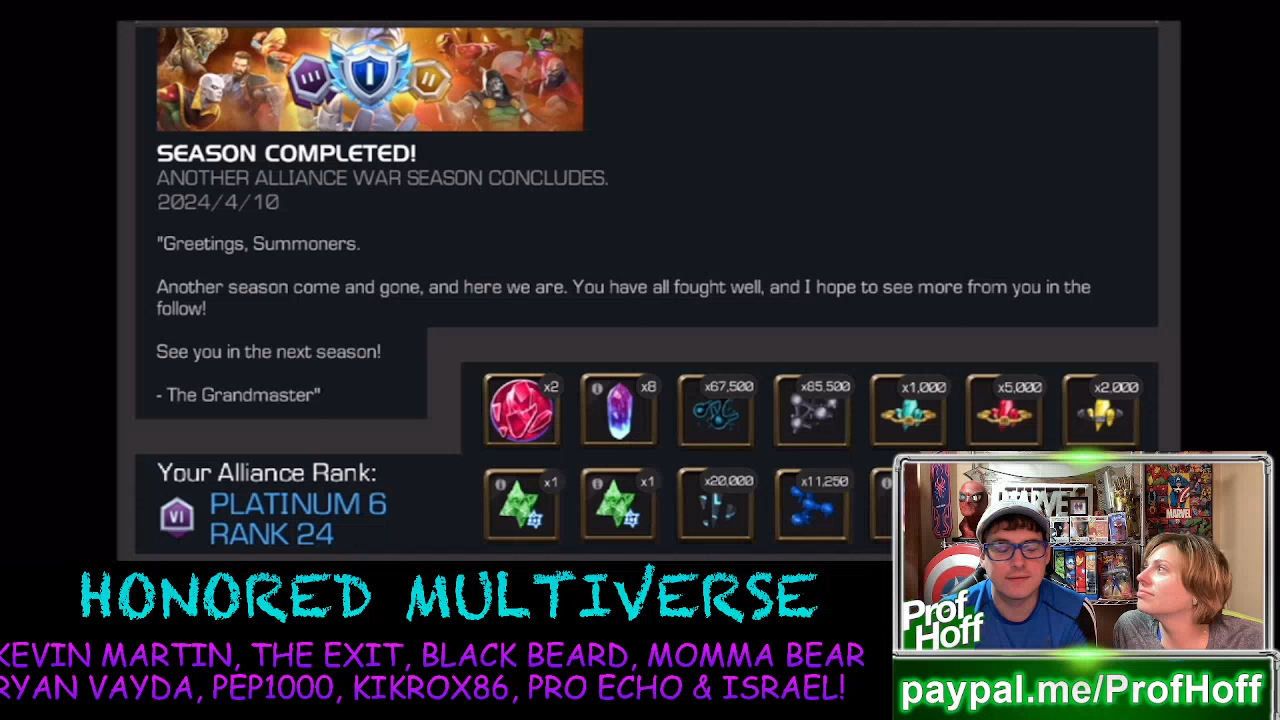 SEASON COMPLETED!
ANOTHER ALLIANCE WAR SEASON CONCLUDES.
2024/4/10
"Greetings, Summoners.
Another season come and gone, and here we are. You have all fought well, and I hope to see more from you in the
follow!
See you in the next season!
- The Grandmaster"
x2 x8 x67,500 x85,500 x1,000 x5,000 x2,000
x1 x1 x20,000 x11,250
Your Alliance Rank:
VI PLATINUM 6
RANK 24
MARVEL
MARVEL
Prof
Hoff
HONORED MULTIVERSE
KEVIN MARTIN, THE EXIT, BLACK BEARD, MOMMA BEAR
RYAN VAYDA, PEP1000, KIKROX86, PRO ECHO & ISRAEL!
paypal.me/ProfHoff